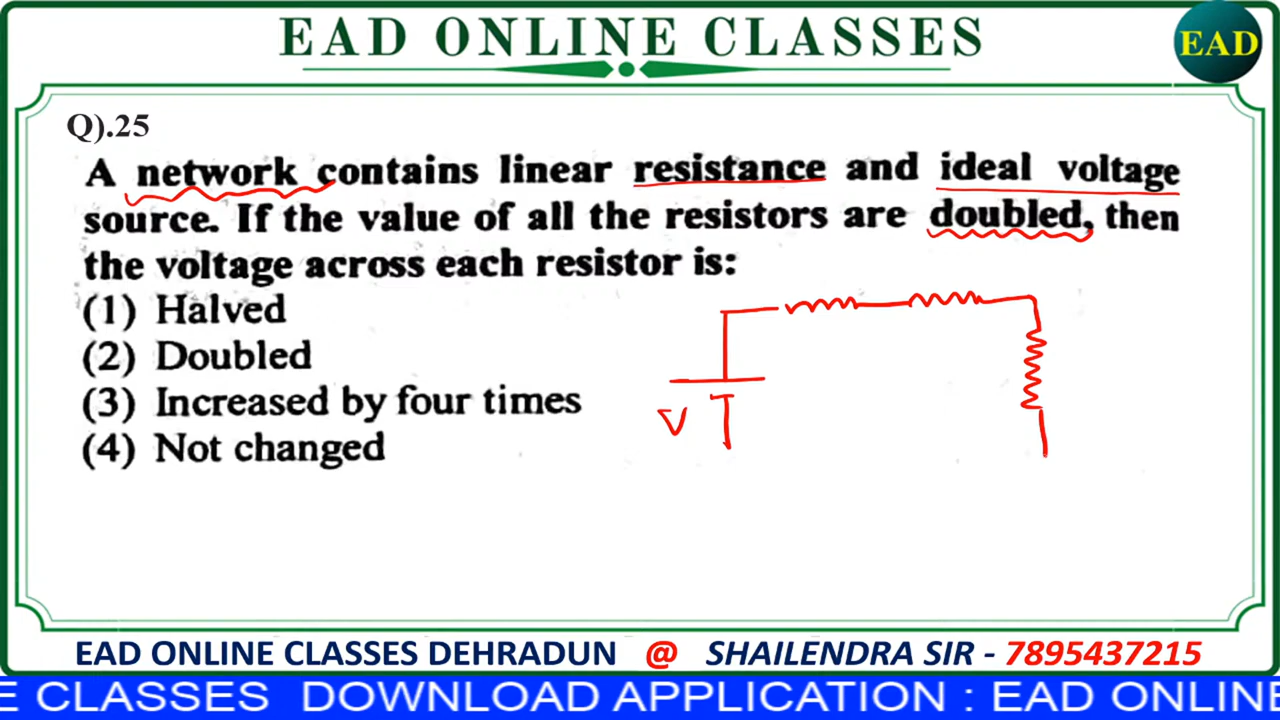 EAD ONLINE CLASSES
EAD
Q).25
A network contains linear resistance and ideal voltage
source. If the value of all the resistors are doubled, then
the voltage across each resistor is:
(1) Halved
(2) Doubled
(3) Increased by four times
(4) Not changed
V
EAD ONLINE CLASSES DEHRADUN @ SHAILENDRA SIR - 7895437215
E CLASSES DOWNLOAD APPLICATION : EAD ONLINE